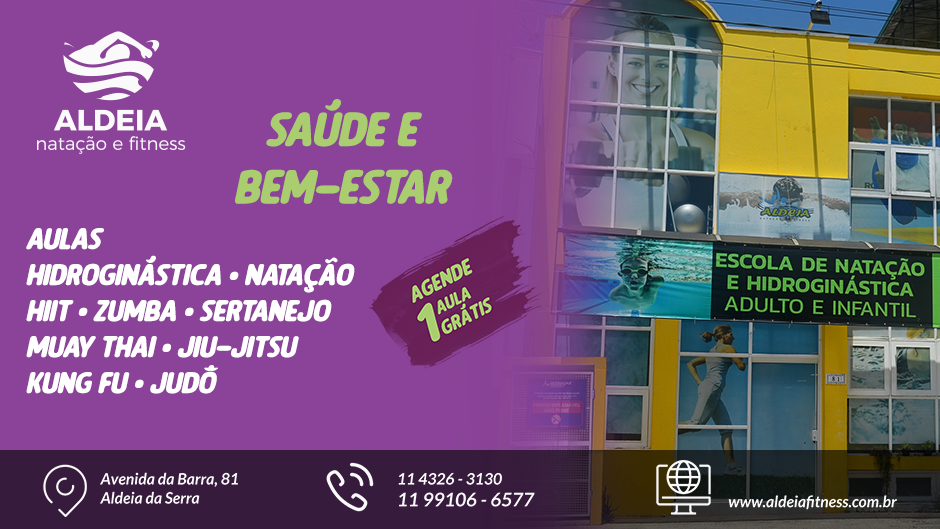 ALDEIA
natação e fitness
SAÚDE E
BEM-ESTAR
AULAS
HIDROGINÁSTICA • NATAÇÃO
HIIT • ZUMBA • SERTANEJO
MUAY THAI • JIU-JITSU
KUNG FU • JUDÔ
AGENDE
1 AULA
GRÁTIS
ALDEIA
ESCOLA DE NATAÇÃO
E HIDROGINÁSTICA
ADULTO E INFANTIL
81
Avenida da Barra, 81
Aldeia da Serra
11 4326 - 3130
11 99106 - 6577
www.aldeiafitness.com.br